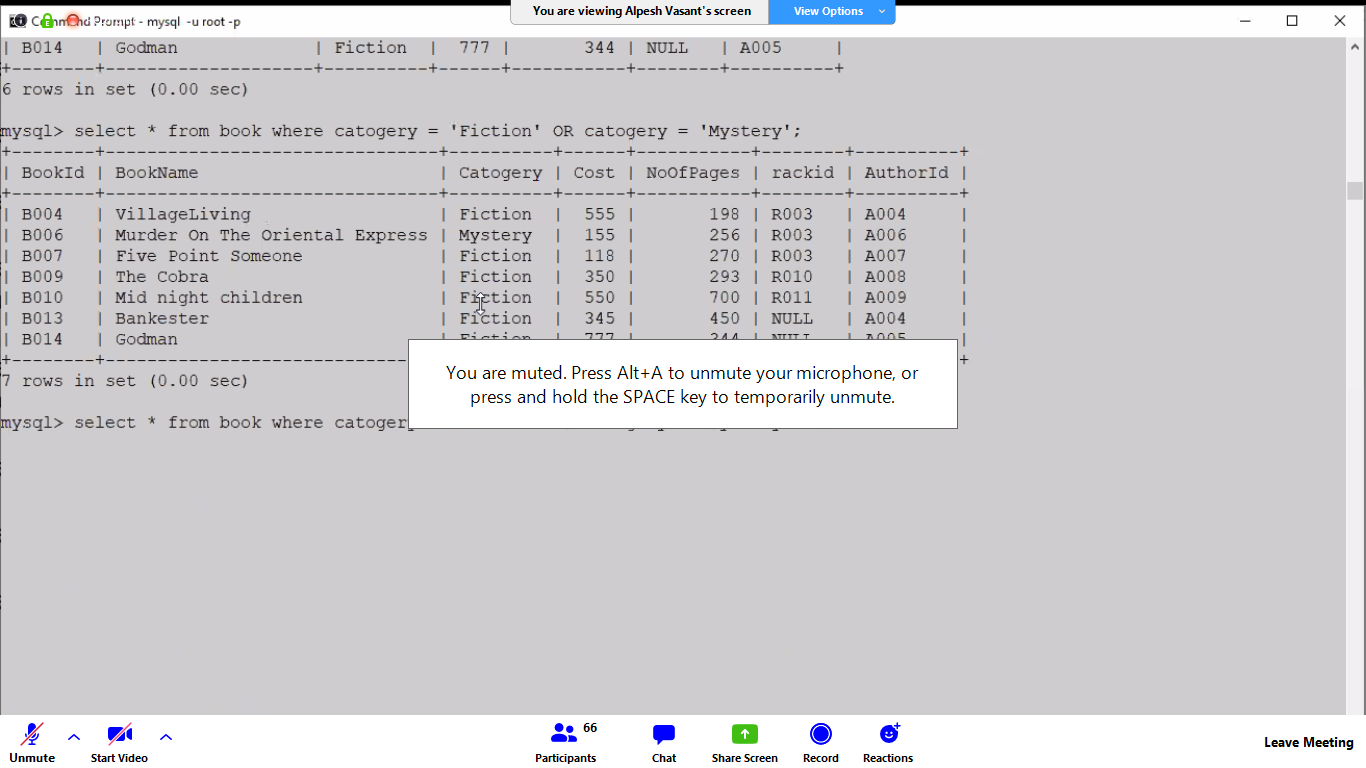 Command Prompt - mysql -u root -p
You are viewing Alpesh Vasant's screen View Options
| B014 | Godman | Fiction | 777 | 344 | NULL | A005 |
+--------+--------------------+----------+------+-----------+--------+----------+
6 rows in set (0.00 sec)
mysql> select * from book where catogery = 'Fiction' OR catogery = 'Mystery';
+--------+--------------------------------+----------+------+-----------+--------+----------+
| BookId | BookName | Catogery | Cost | NoOfPages | rackid | AuthorId |
+--------+--------------------------------+----------+------+-----------+--------+----------+
| B004 | VillageLiving | Fiction | 555 | 198 | R003 | A004 |
| B006 | Murder On The Oriental Express | Mystery | 155 | 256 | R003 | A006 |
| B007 | Five Point Someone | Fiction | 118 | 270 | R003 | A007 |
| B009 | The Cobra | Fiction | 350 | 293 | R010 | A008 |
| B010 | Mid night children | Fiction | 550 | 700 | R011 | A009 |
| B013 | Bankester | Fiction | 345 | 450 | NULL | A004 |
| B014 | Godman | Fiction | 777 | 344 | NULL | A005 |
7 rows in set (0.00 sec)
mysql> select * from book where
You are muted. Press Alt+A to unmute your microphone, or
press and hold the SPACE key to temporarily unmute.
66
Unmute Start Video Participants Chat Share Screen Record Reactions Leave Meeting